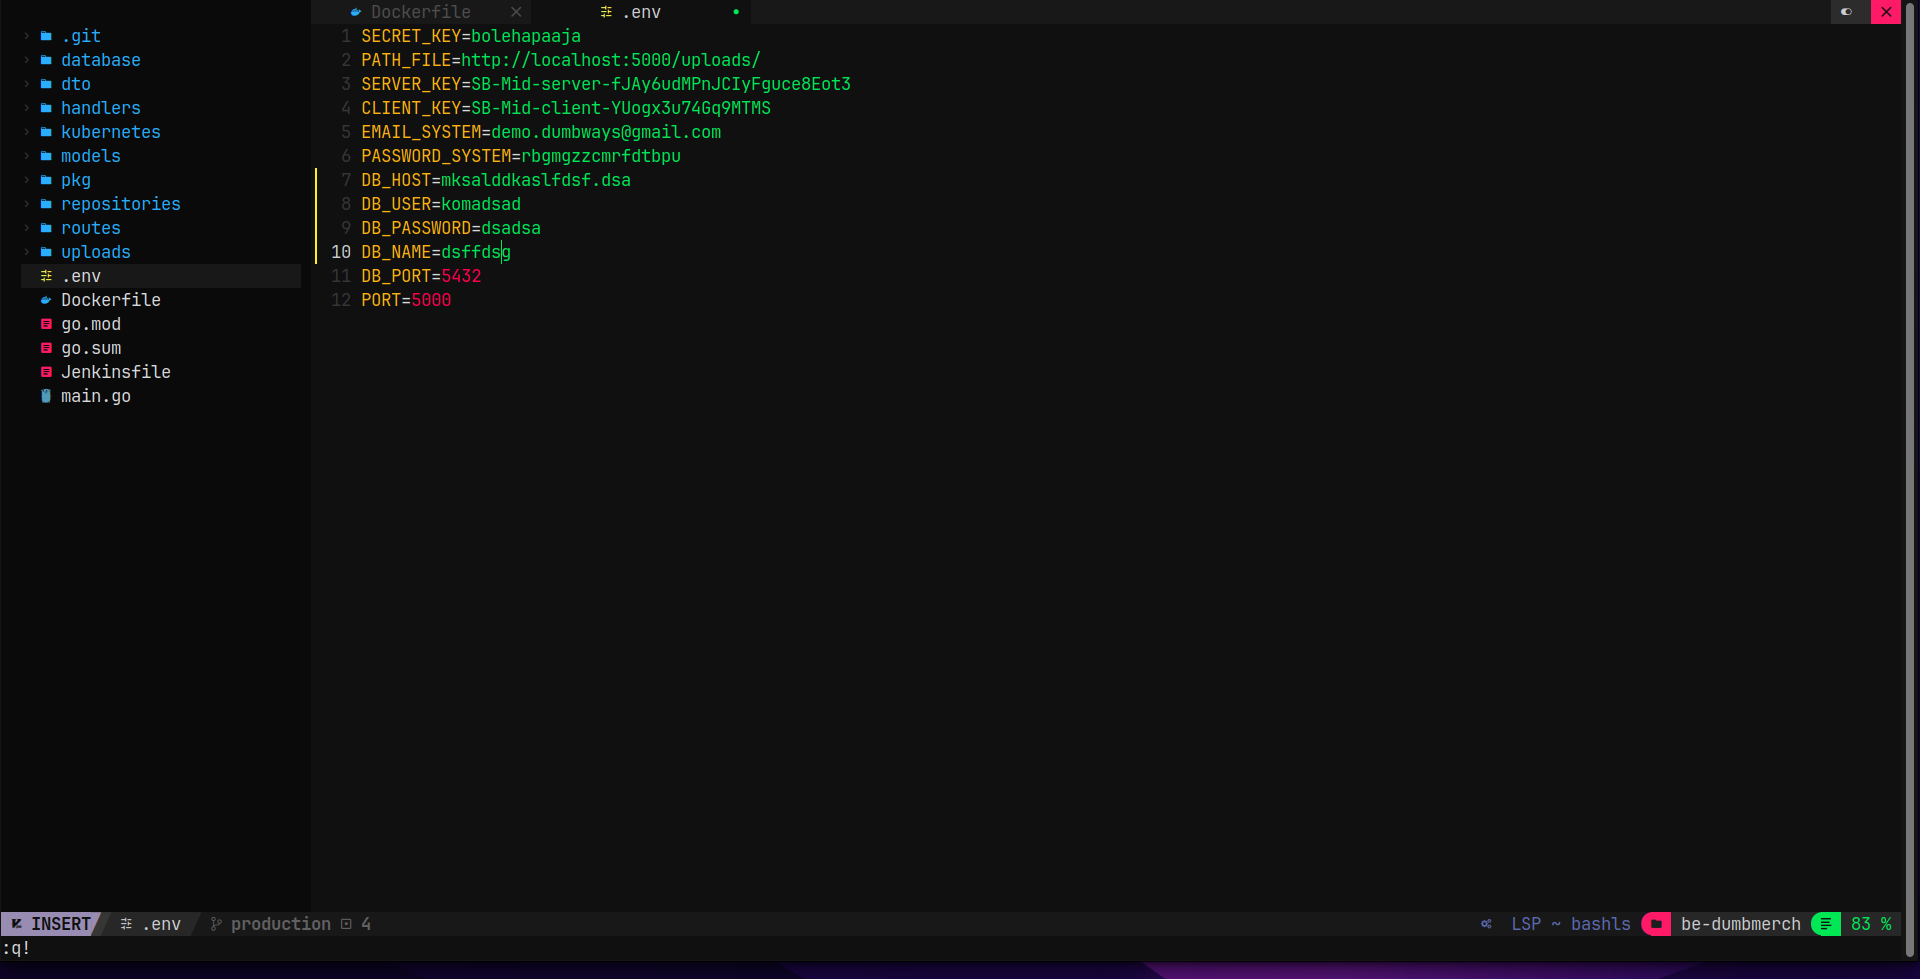 Dockerfile
.env
.git
database
dto
handlers
kubernetes
models
pkg
repositories
routes
uploads
.env
Dockerfile
go.mod
go.sum
Jenkinsfile
main.go
1 SECRET_KEY=bolehapaaja
2 PATH_FILE=http://localhost:5000/uploads/
3 SERVER_KEY=SB-Mid-server-fJAy6udMPnJCIyFguce8Eot3
4 CLIENT_KEY=SB-Mid-client-YUogx3u74Gq9MTMS
5 EMAIL_SYSTEM=demo.dumbways@gmail.com
6 PASSWORD_SYSTEM=rbgmgzzcmrfdtbpu
7 DB_HOST=mksalddkaslfdsf.dsa
8 DB_USER=komadsad
9 DB_PASSWORD=dsadsa
10 DB_NAME=dsffdsg
11 DB_PORT=5432
12 PORT=5000
INSERT .env production 4 LSP ~ bashls be-dumbmerch 83 %
:q!